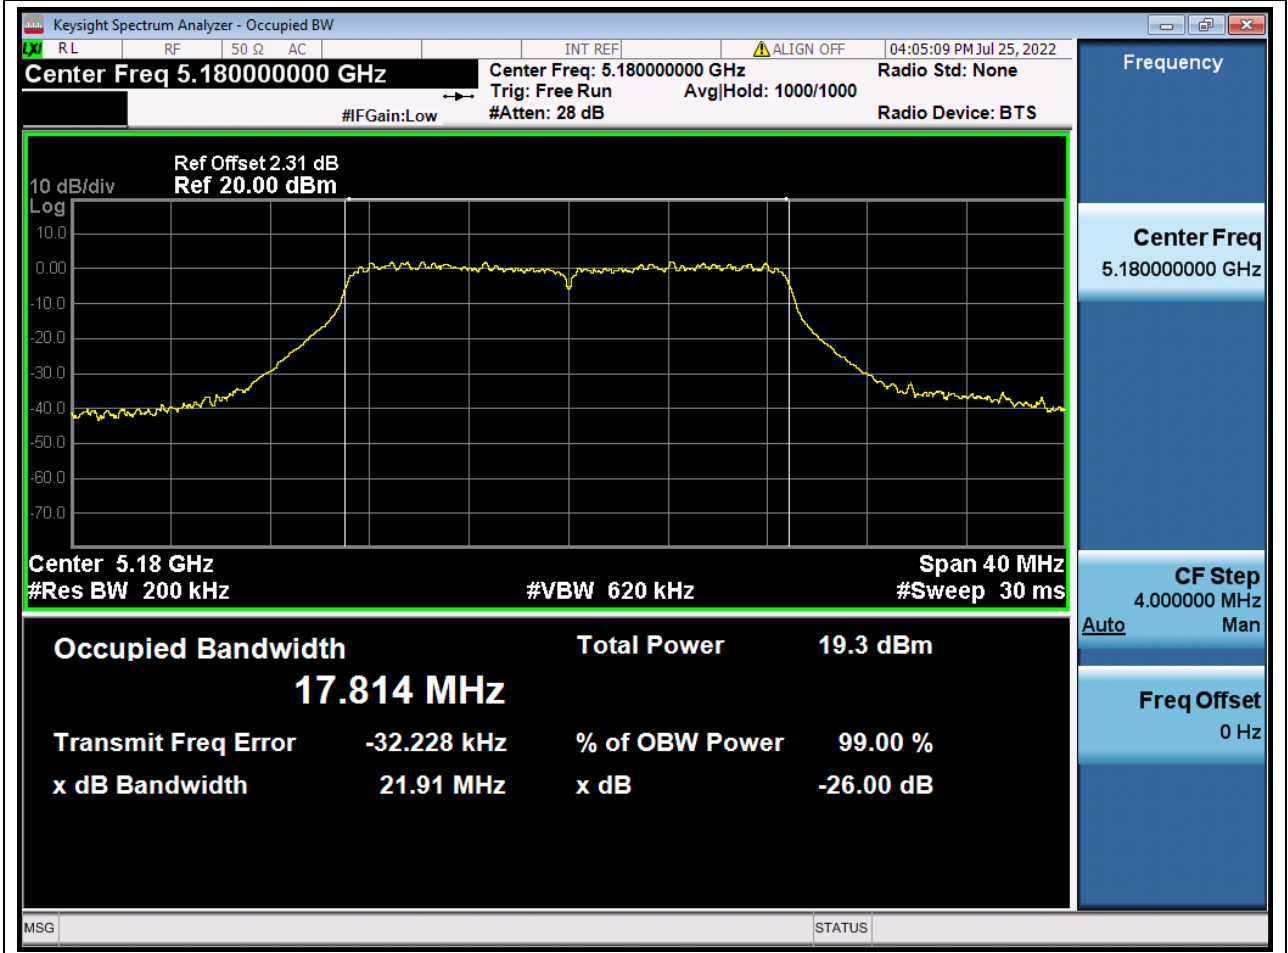 Keysight Spectrum Analyzer - Occupied BW
LXI RL RF 50 Ω AC INT REF ALIGN OFF 04:05:09 PM Jul 25, 2022
Center Freq 5.180000000 GHz
Center Freq: 5.180000000 GHz Radio Std: None
Trig: Free Run Avg|Hold: 1000/1000
#IFGain:Low #Atten: 28 dB Radio Device: BTS
Ref Offset 2.31 dB
10 dB/div Ref 20.00 dBm
Log
10.0
0.00
-10.0
-20.0
-30.0
-40.0
-50.0
-60.0
-70.0
Center 5.18 GHz Span 40 MHz
#Res BW 200 kHz #VBW 620 kHz #Sweep 30 ms
Occupied Bandwidth Total Power 19.3 dBm
17.814 MHz
Transmit Freq Error -32.228 kHz % of OBW Power 99.00 %
x dB Bandwidth 21.91 MHz x dB -26.00 dB
MSG STATUS
Frequency
Center Freq
5.180000000 GHz
CF Step
4.000000 MHz
Auto Man
Freq Offset
0 Hz